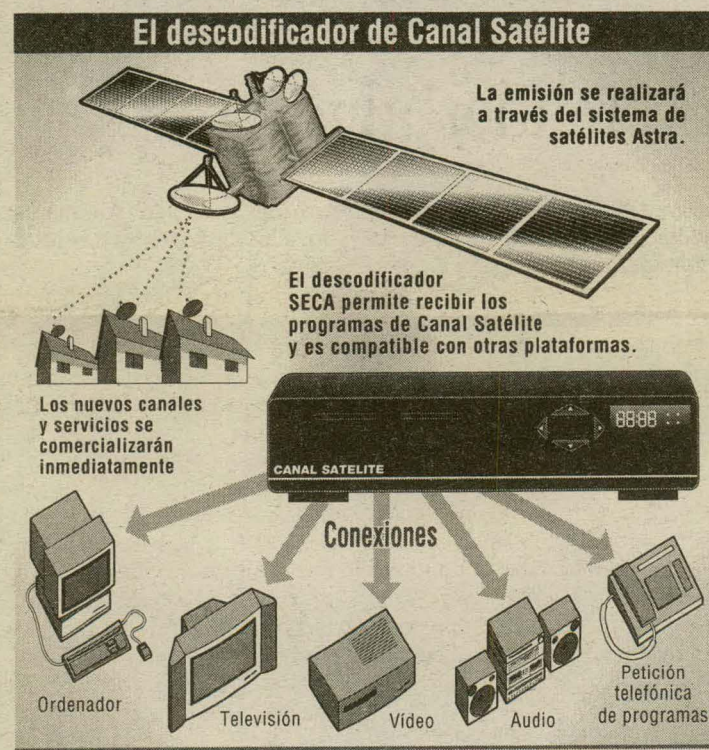 El descodificador de Canal Satélite
La emisión se realizará
a través del sistema de
satélites Astra.
El descodificador
SECA permite recibir los
programas de Canal Satélite
y es compatible con otras plataformas.
Los nuevos canales
y servicios se
comercializarán
inmediatamente
88:88
CANAL SATELITE
Conexiones
Ordenador
Televisión
Vídeo
Audio
Petición
telefónica
de programas